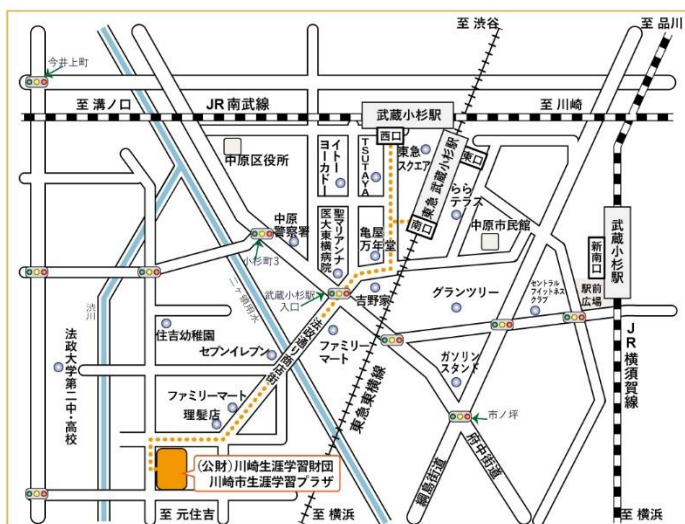 至 渋谷
至 品川
今井上町
至 溝ノ口
JR 南武線
武蔵小杉駅
至 川崎
西口
中原区役所
イトー
ヨーカドー
TSUTAYA
東急
スクエア
東急 武蔵小杉駅
東口
南口
らら
テラス
中原市民館
武蔵小杉駅
新南口
駅前
広場
中原
警察署
小杉町3
聖マリアンナ
医大東横病院
亀屋
万年堂
武蔵小杉駅
入口
吉野家
グランツリー
セントラル
フィットネス
クラブ
渋川
二ヶ領用水
住吉幼稚園
法政通り商店街
セブンイレブン
ファミリー
マート
東急東横線
ガソリン
スタンド
JR 横須賀線
法政大学第二中・高校
ファミリーマート
理髪店
市ノ坪
綱島街道
府中街道
(公財)川崎生涯学習財団
川崎市生涯学習プラザ
至 元住吉
至 横浜
至 横浜